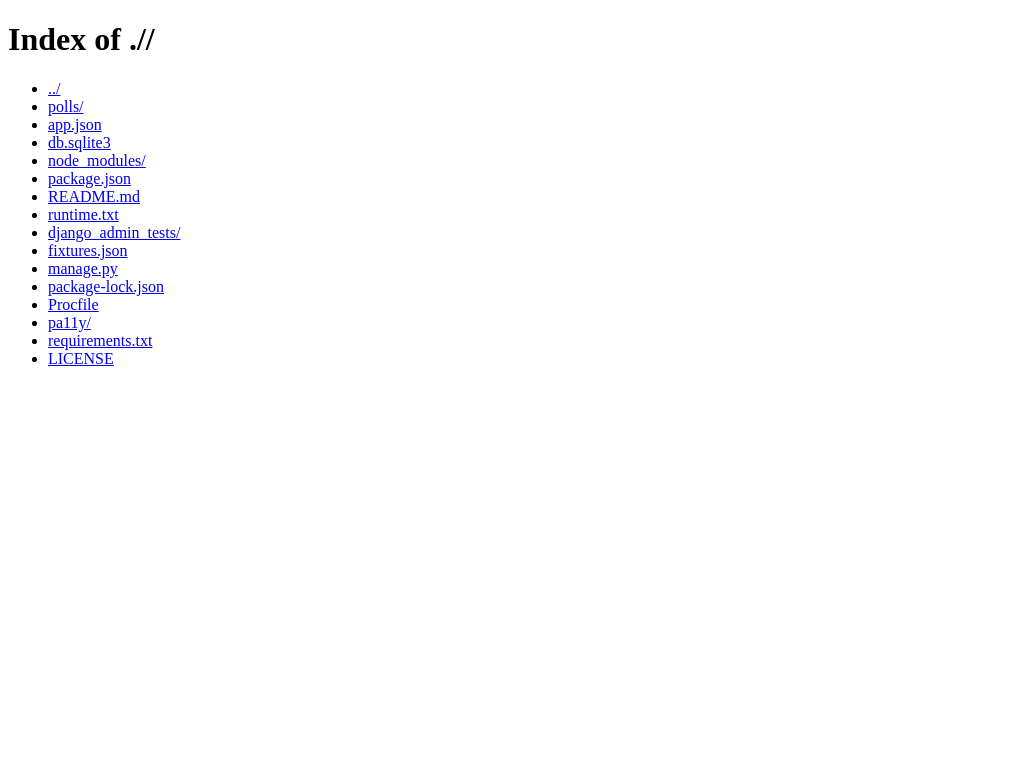 Index of .//
../
polls/
app.json
db.sqlite3
node_modules/
package.json
README.md
runtime.txt
django_admin_tests/
fixtures.json
manage.py
package-lock.json
Procfile
pa11y/
requirements.txt
LICENSE